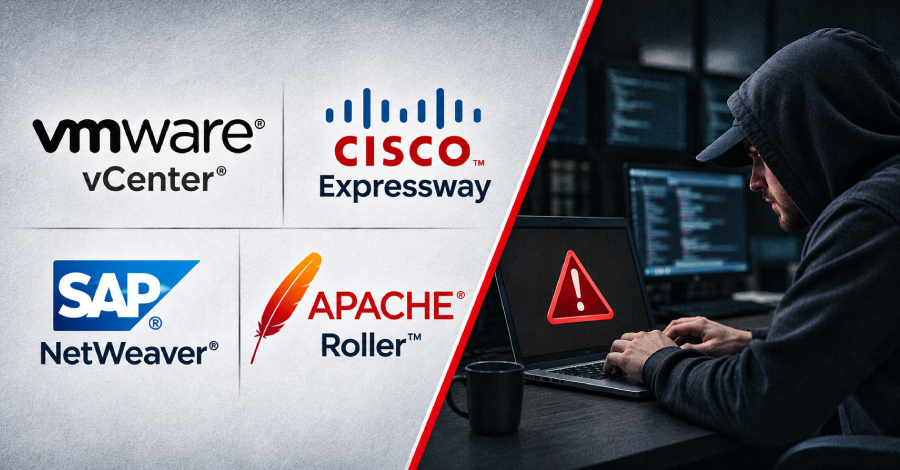 vmware®
vCenter®
CISCO™
Expressway
SAP®
NetWeaver®
APACHE®
Roller™
!